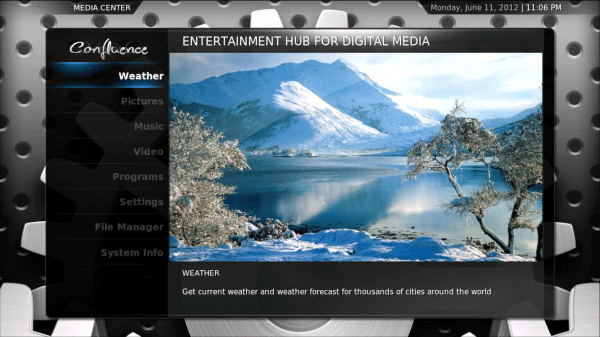 MEDIA CENTER
Monday, June 11, 2012 | 11:06 PM
Confluence
ENTERTAINMENT HUB FOR DIGITAL MEDIA
Weather
Pictures
Music
Video
Programs
Settings
File Manager
System Info
WEATHER
Get current weather and weather forecast for thousands of cities around the world